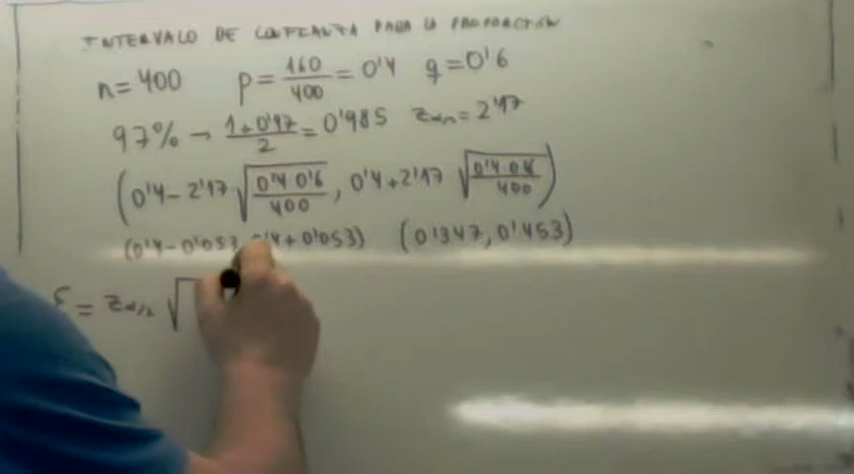 INTERVALO DE CONFIANZA PARA LA PROPORCIÓN
n=400 p=160/400=0'4 q=0'6
97% → 1+0'97/2=0'985 zα/2=2'17
(0'4-2'17√0'4·0'6/400, 0'4+2'17√0'4·0'6/400)
(0'4-0'053, 0'4+0'053) (0'347, 0'453)
E = zα/2 √